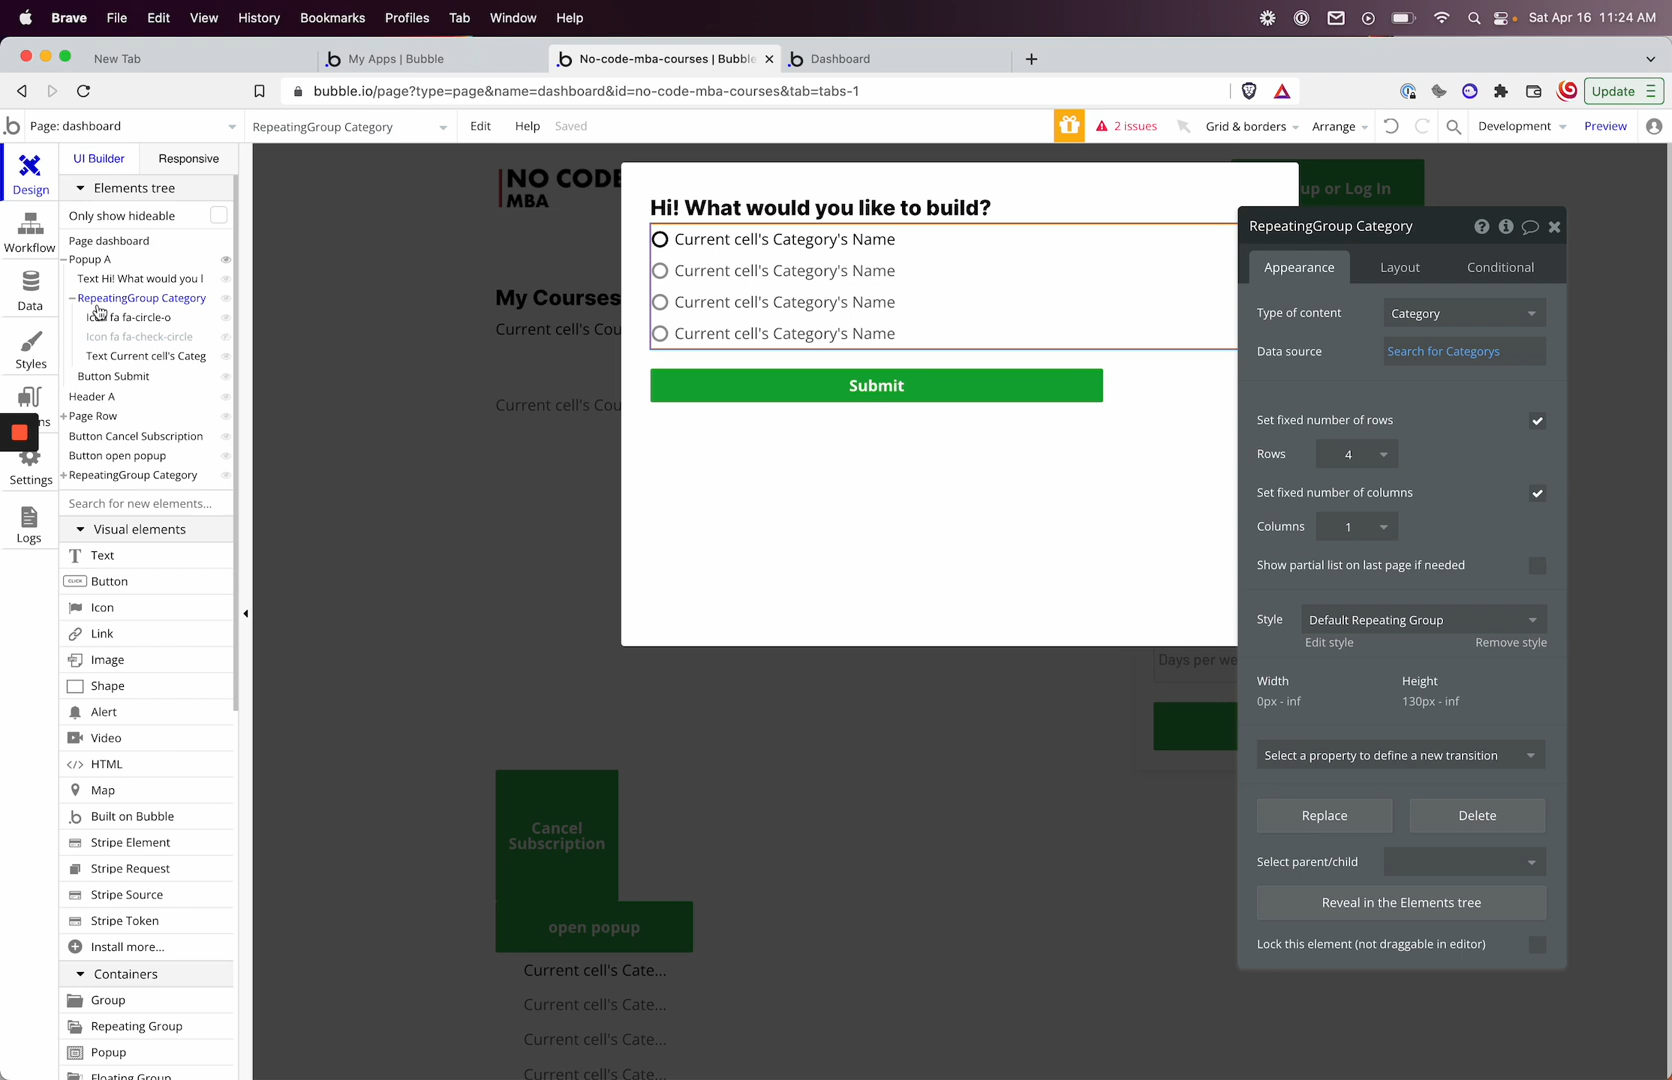 Brave File Edit View History Bookmarks Profiles Tab Window Help Sat Apr 16 11:24 AM
New Tab My Apps | Bubble No-code-mba-courses | Bubble Dashboard
bubble.io/page?type=page&name=dashboard&id=no-code-mba-courses&tab=tabs-1 Update
Page: dashboard RepeatingGroup Category Edit Help Saved 2 issues Grid & borders Arrange Development Preview
UI Builder Responsive
Design
Workflow
Data
Styles
ns
Settings
Logs
Elements tree
Only show hideable
Page dashboard
Popup A
Text Hi! What would you l
RepeatingGroup Category
Icon fa fa-circle-o
Icon fa fa-check-circle
Text Current cell's Categ
Button Submit
Header A
Page Row
Button Cancel Subscription
Button open popup
RepeatingGroup Category
Search for new elements...
Visual elements
Text
CLICK Button
Icon
Link
Image
Shape
Alert
Video
</> HTML
Map
Built on Bubble
Stripe Element
Stripe Request
Stripe Source
Stripe Token
Install more...
Containers
Group
Repeating Group
Popup
Floating Group
NO CODE
MBA
up or Log In
My Courses
Current cell's Cou
Current cell's Cou
Hi! What would you like to build?
Current cell's Category's Name
Current cell's Category's Name
Current cell's Category's Name
Current cell's Category's Name
Submit
Days per we
Cancel
Subscription
open popup
Current cell's Cate...
Current cell's Cate...
Current cell's Cate...
Current cell's Cate...
RepeatingGroup Category
Appearance Layout Conditional
Type of content Category
Data source Search for Categorys
Set fixed number of rows
Rows 4
Set fixed number of columns
Columns 1
Show partial list on last page if needed
Style Default Repeating Group
Edit style Remove style
Width Height
0px - inf 130px - inf
Select a property to define a new transition
Replace Delete
Select parent/child
Reveal in the Elements tree
Lock this element (not draggable in editor)